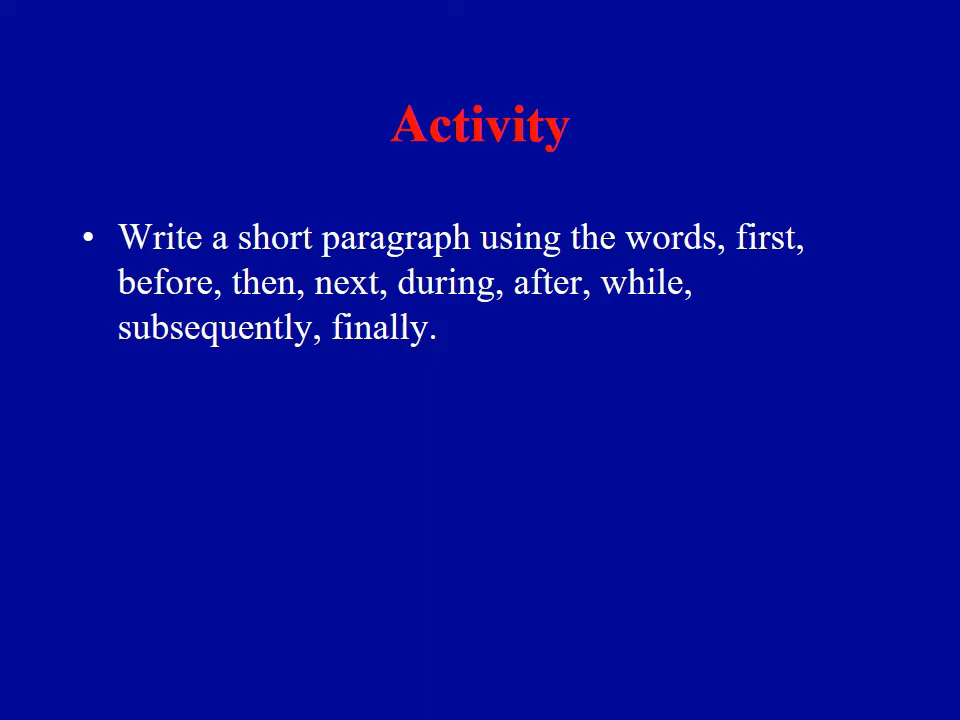 Activity
• Write a short paragraph using the words, first,
before, then, next, during, after, while,
subsequently, finally.